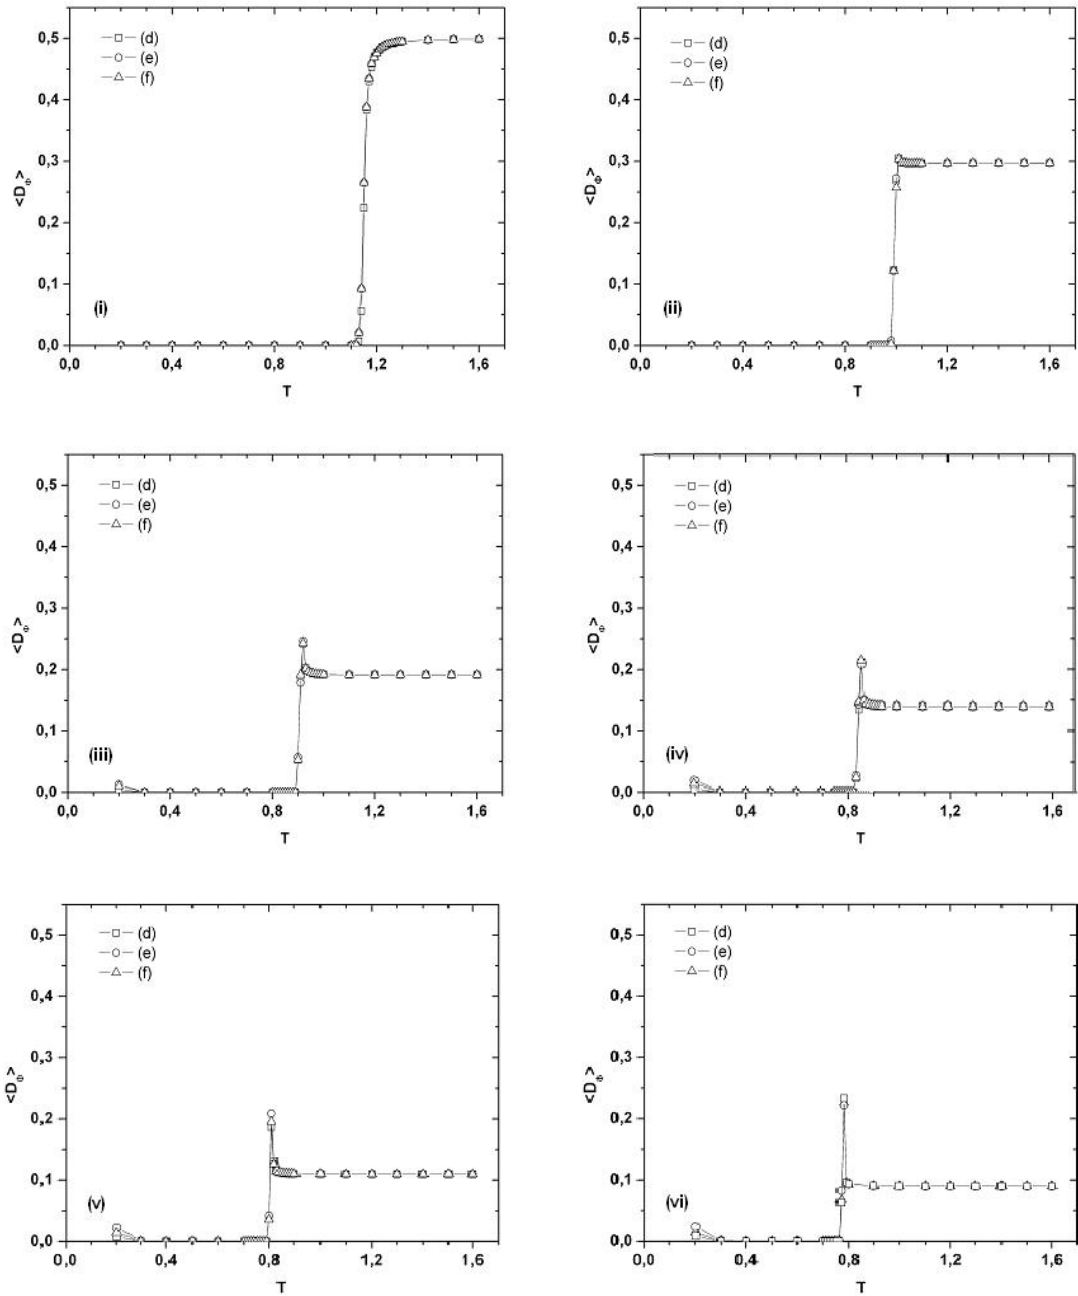 0,5
0,4
0,3
0,2
0,1
0,0
<D_Φ>
(d)
(e)
(f)
(i)
0,0 0,4 0,8 1,2 1,6
T
0,5
0,4
0,3
0,2
0,1
0,0
<D_Φ>
(d)
(e)
(f)
(ii)
0,0 0,4 0,8 1,2 1,6
T
0,5
0,4
0,3
0,2
0,1
0,0
<D_Φ>
(d)
(e)
(f)
(iii)
0,0 0,4 0,8 1,2 1,6
T
0,5
0,4
0,3
0,2
0,1
0,0
<D_Φ>
(d)
(e)
(f)
(iv)
0,0 0,4 0,8 1,2 1,6
T
0,5
0,4
0,3
0,2
0,1
0,0
<D_Φ>
(d)
(e)
(f)
(v)
0,0 0,4 0,8 1,2 1,6
T
0,5
0,4
0,3
0,2
0,1
0,0
<D_Φ>
(d)
(e)
(f)
(vi)
0,0 0,4 0,8 1,2 1,6
T